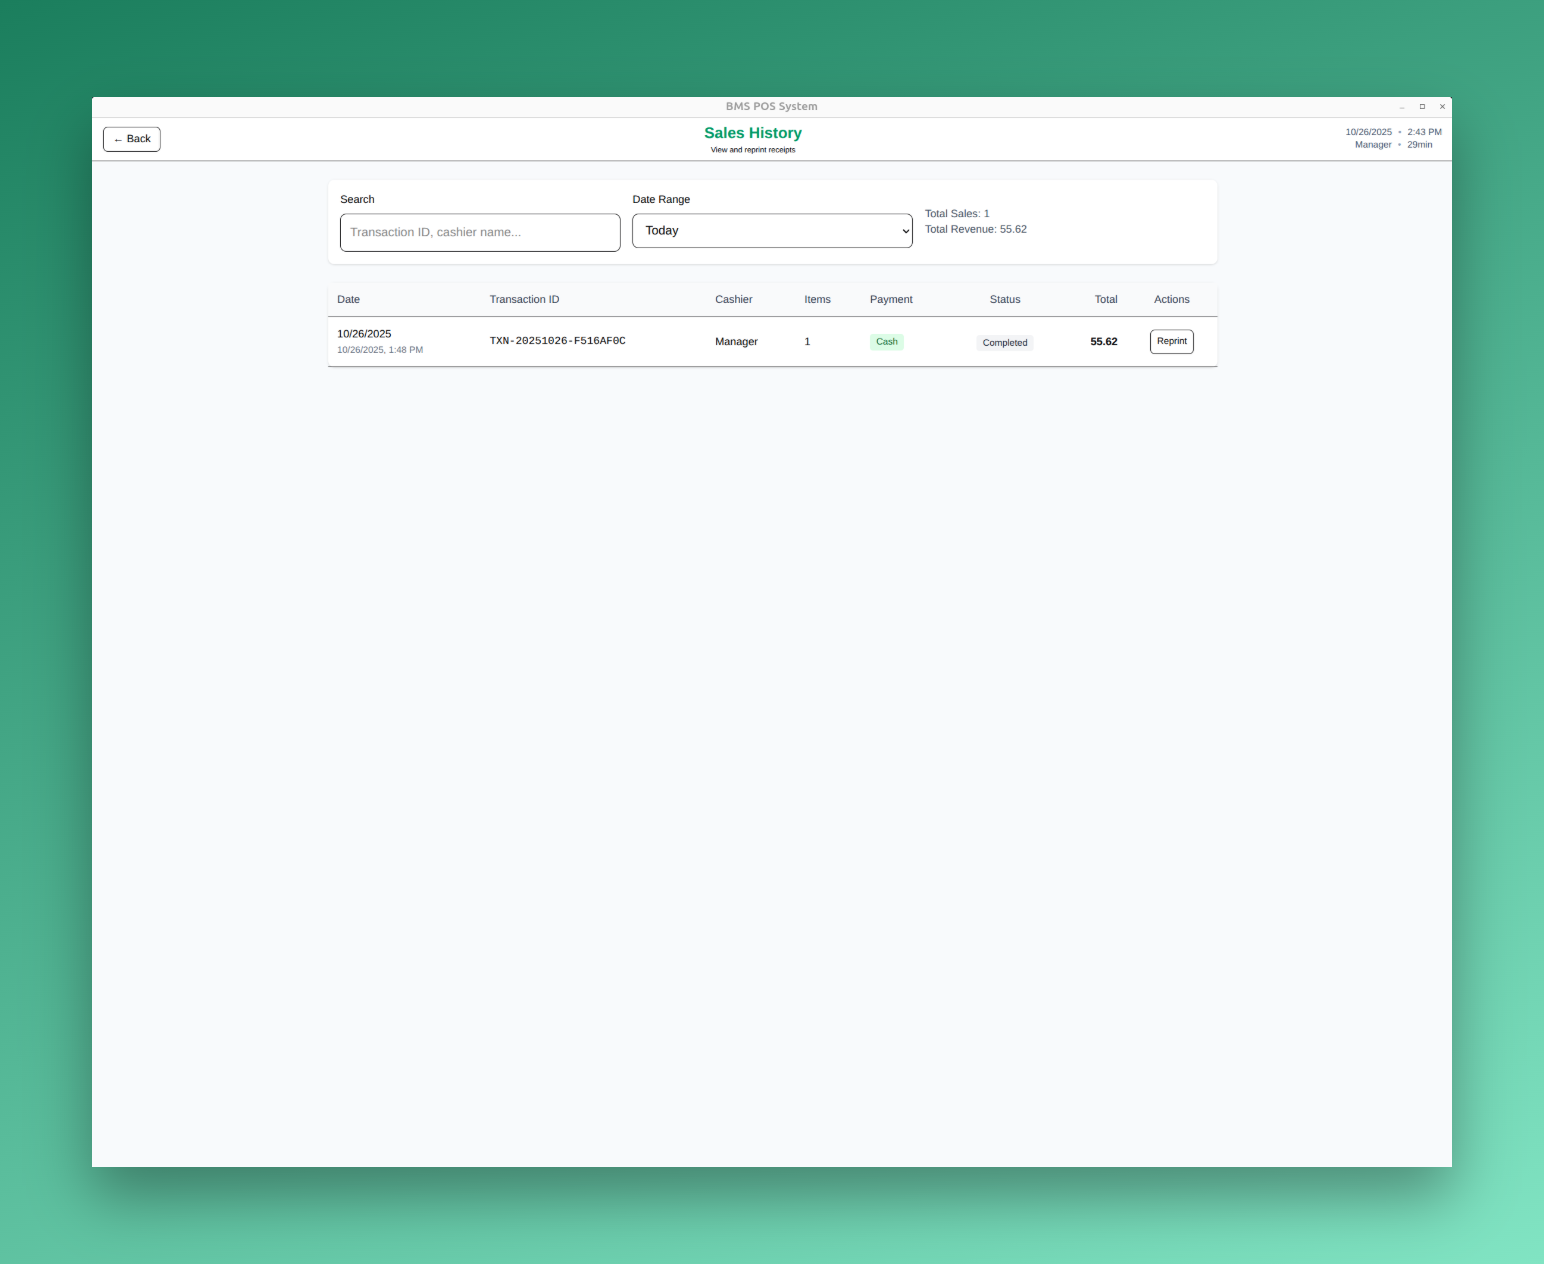 BMS POS System
← Back
Sales History
View and reprint receipts
10/26/2025 • 2:43 PM
Manager • 29min
Search
Transaction ID, cashier name...
Date Range
Today
Total Sales: 1
Total Revenue: 55.62
Date Transaction ID Cashier Items Payment Status Total Actions
10/26/2025
10/26/2025, 1:48 PM
TXN-20251026-F516AF0C Manager 1 Cash Completed 55.62 Reprint